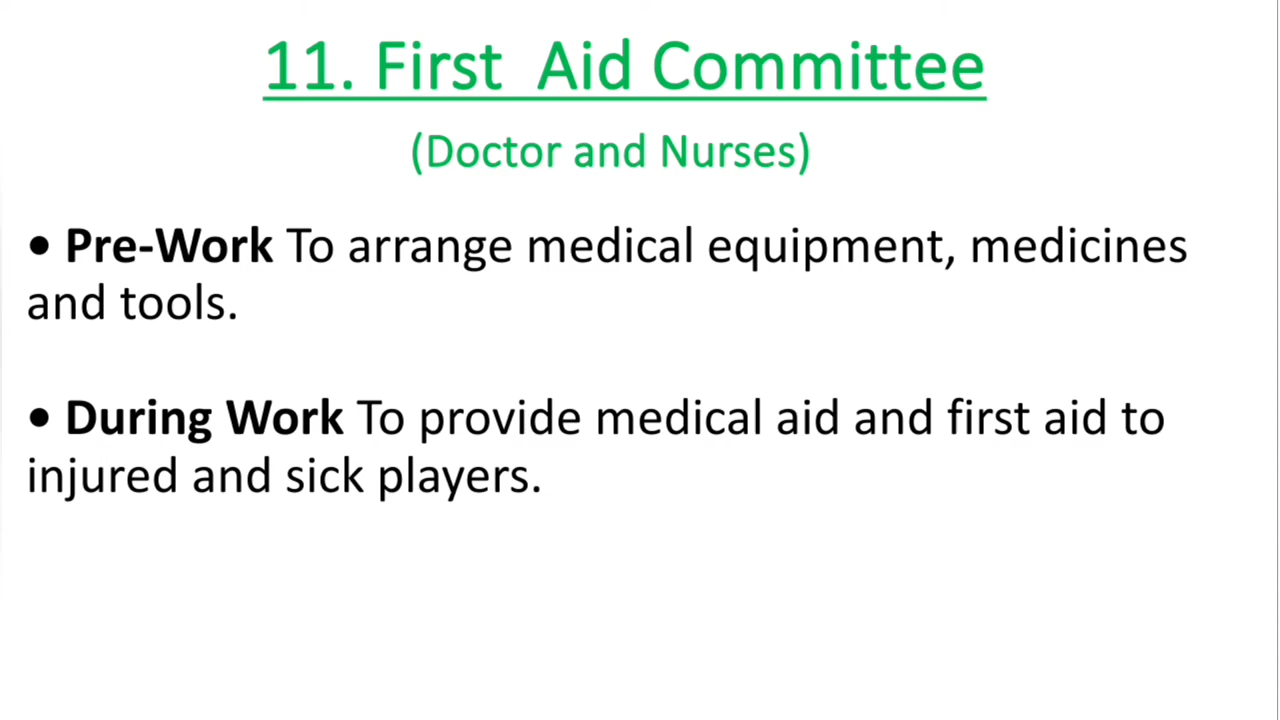 11. First Aid Committee
(Doctor and Nurses)
• Pre-Work To arrange medical equipment, medicines
and tools.
• During Work To provide medical aid and first aid to
injured and sick players.